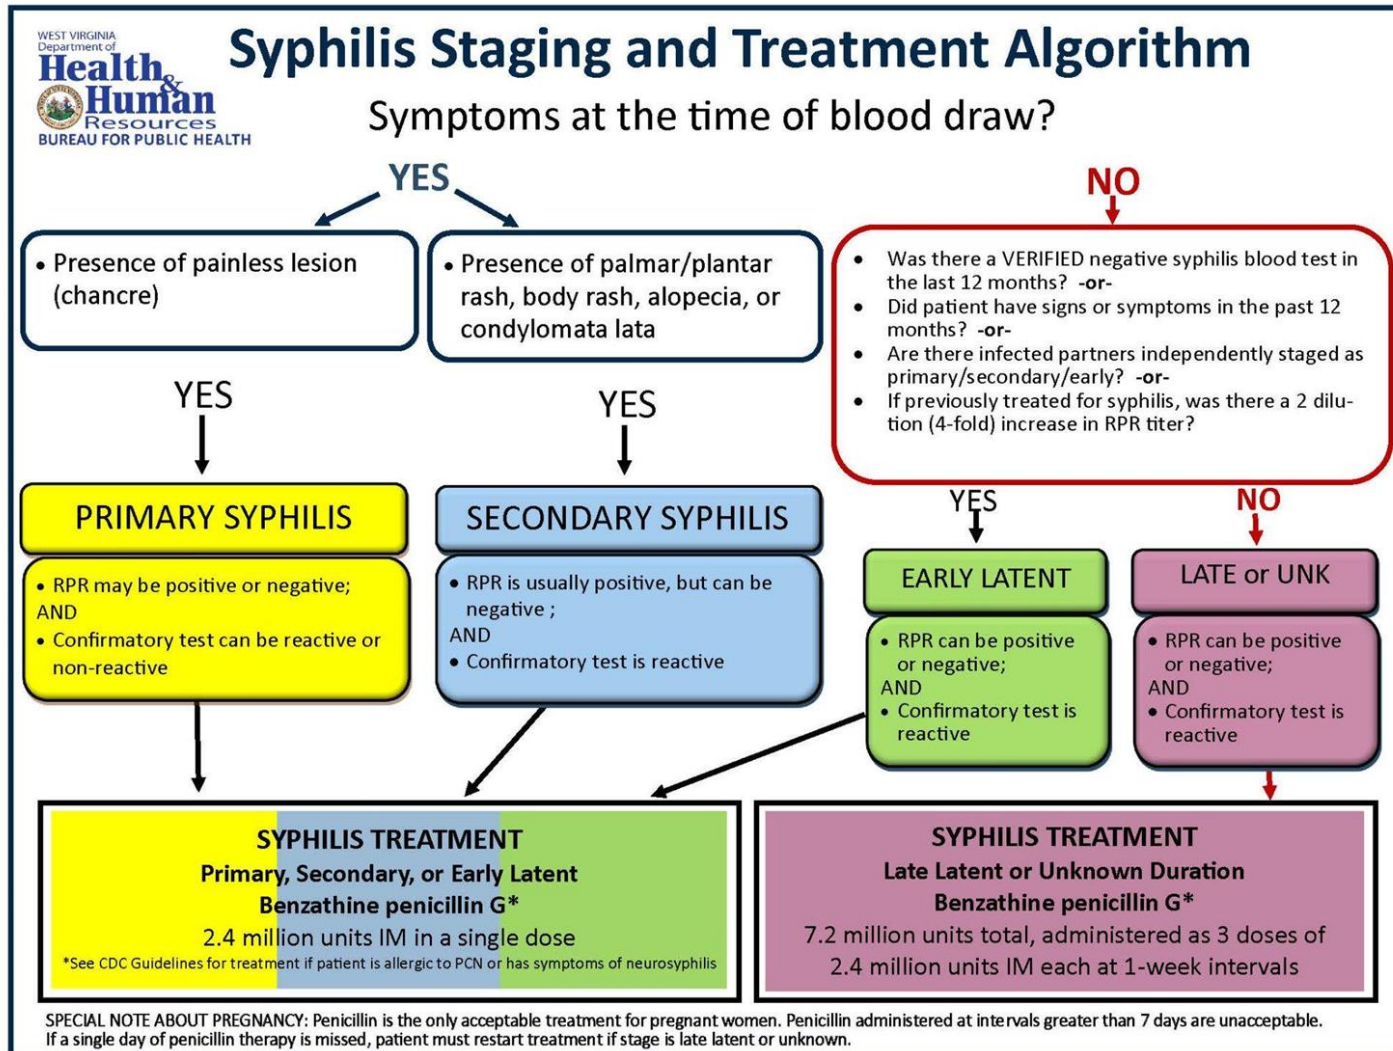 WEST VIRGINIA
Department of
Health &
Human
Resources
BUREAU FOR PUBLIC HEALTH
Syphilis Staging and Treatment Algorithm
Symptoms at the time of blood draw?
YES
NO
• Presence of painless lesion
(chancre)
• Presence of palmar/plantar
rash, body rash, alopecia, or
condylomata lata
• Was there a VERIFIED negative syphilis blood test in
the last 12 months? -or-
• Did patient have signs or symptoms in the past 12
months? -or-
• Are there infected partners independently staged as
primary/secondary/early? -or-
• If previously treated for syphilis, was there a 2 dilu-
tion (4-fold) increase in RPR titer?
YES
YES
YES
NO
PRIMARY SYPHILIS
• RPR may be positive or negative;
AND
• Confirmatory test can be reactive or
non-reactive
SECONDARY SYPHILIS
• RPR is usually positive, but can be
negative ;
AND
• Confirmatory test is reactive
EARLY LATENT
• RPR can be positive
or negative;
AND
• Confirmatory test is
reactive
LATE or UNK
• RPR can be positive
or negative;
AND
• Confirmatory test is
reactive
SYPHILIS TREATMENT
Primary, Secondary, or Early Latent
Benzathine penicillin G*
2.4 million units IM in a single dose
*See CDC Guidelines for treatment if patient is allergic to PCN or has symptoms of neurosyphilis
SYPHILIS TREATMENT
Late Latent or Unknown Duration
Benzathine penicillin G*
7.2 million units total, administered as 3 doses of
2.4 million units IM each at 1-week intervals
SPECIAL NOTE ABOUT PREGNANCY: Penicillin is the only acceptable treatment for pregnant women. Penicillin administered at intervals greater than 7 days are unacceptable.
If a single day of penicillin therapy is missed, patient must restart treatment if stage is late latent or unknown.